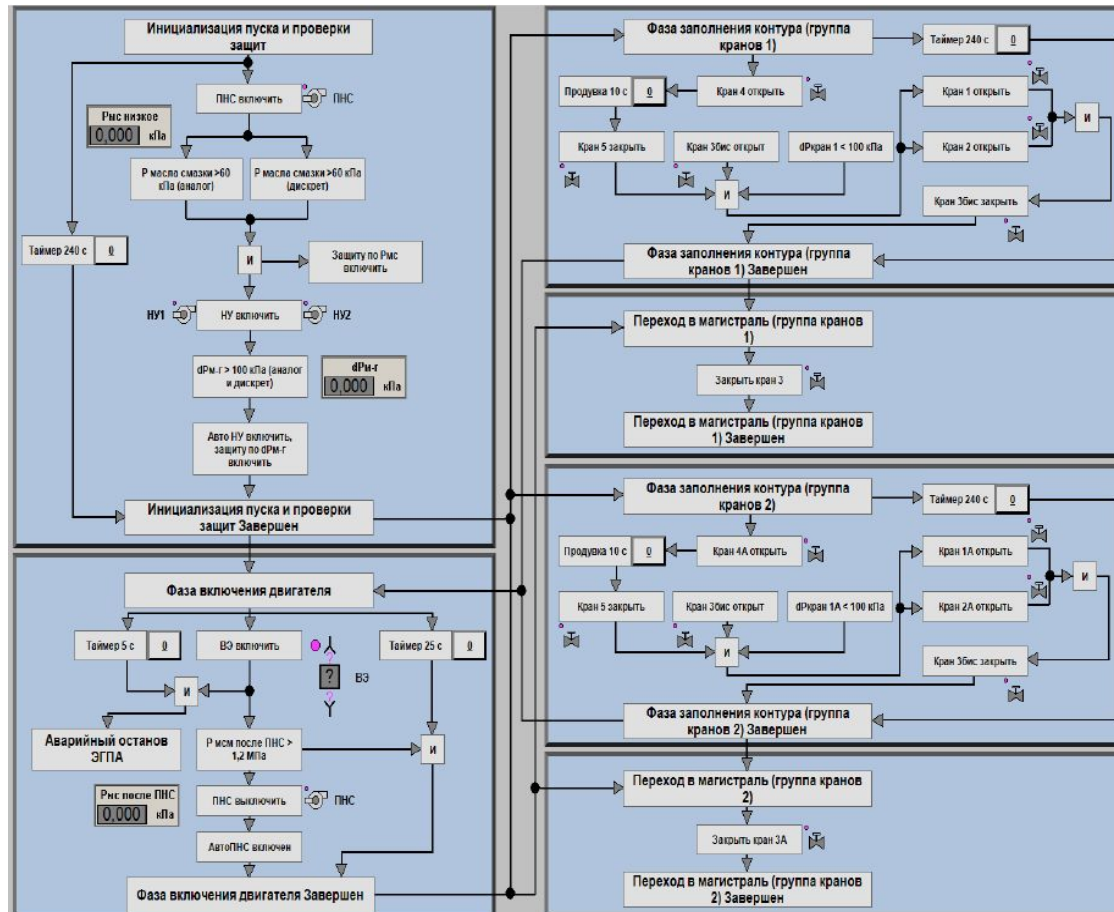 Инициализация пуска и проверки
защит
ПНС включить
ПНС
Рмс низкое
0,000 кПа
Р масла смазки >60
кПа (аналог)
Р масла смазки >60 кПа
(дискрет)
Таймер 240 с
0
И
Защиту по Рмс
включить
НУ1
НУ включить
НУ2
dРм-г > 100 кПа (аналог
и дискрет)
dРм-г
0,000 кПа
Авто НУ включить,
защиту по dРм-г
включить
Инициализация пуска и проверки
защит Завершен
Фаза включения двигателя
Таймер 5 с
0
ВЭ включить
Таймер 25 с
0
?
?
?
ВЭ
И
Аварийный останов
ЭГПА
Р мсм после ПНС >
1,2 МПа
И
Рмс после ПНС
0,000 кПа
ПНС выключить
ПНС
АвтоПНС включен
Фаза включения двигателя Завершен
Фаза заполнения контура (группа
кранов 1)
Таймер 240 с
0
Продувка 10 с
0
Кран 4 открыть
Кран 1 открыть
И
Кран 5 закрыть
Кран 3бис открыт
dРкран 1 < 100 кПа
Кран 2 открыть
И
Кран 3бис закрыть
Фаза заполнения контура (группа
кранов 1) Завершен
Переход в магистраль (группа кранов
1)
Закрыть кран 3
Переход в магистраль (группа кранов
1) Завершен
Фаза заполнения контура (группа
кранов 2)
Таймер 240 с
0
Продувка 10 с
0
Кран 4А открыть
Кран 1А открыть
И
Кран 5 закрыть
Кран 3бис открыт
dРкран 1А < 100 кПа
Кран 2А открыть
И
Кран 3бис закрыть
Фаза заполнения контура (группа
кранов 2) Завершен
Переход в магистраль (группа кранов
2)
Закрыть кран 3А
Переход в магистраль (группа кранов
2) Завершен